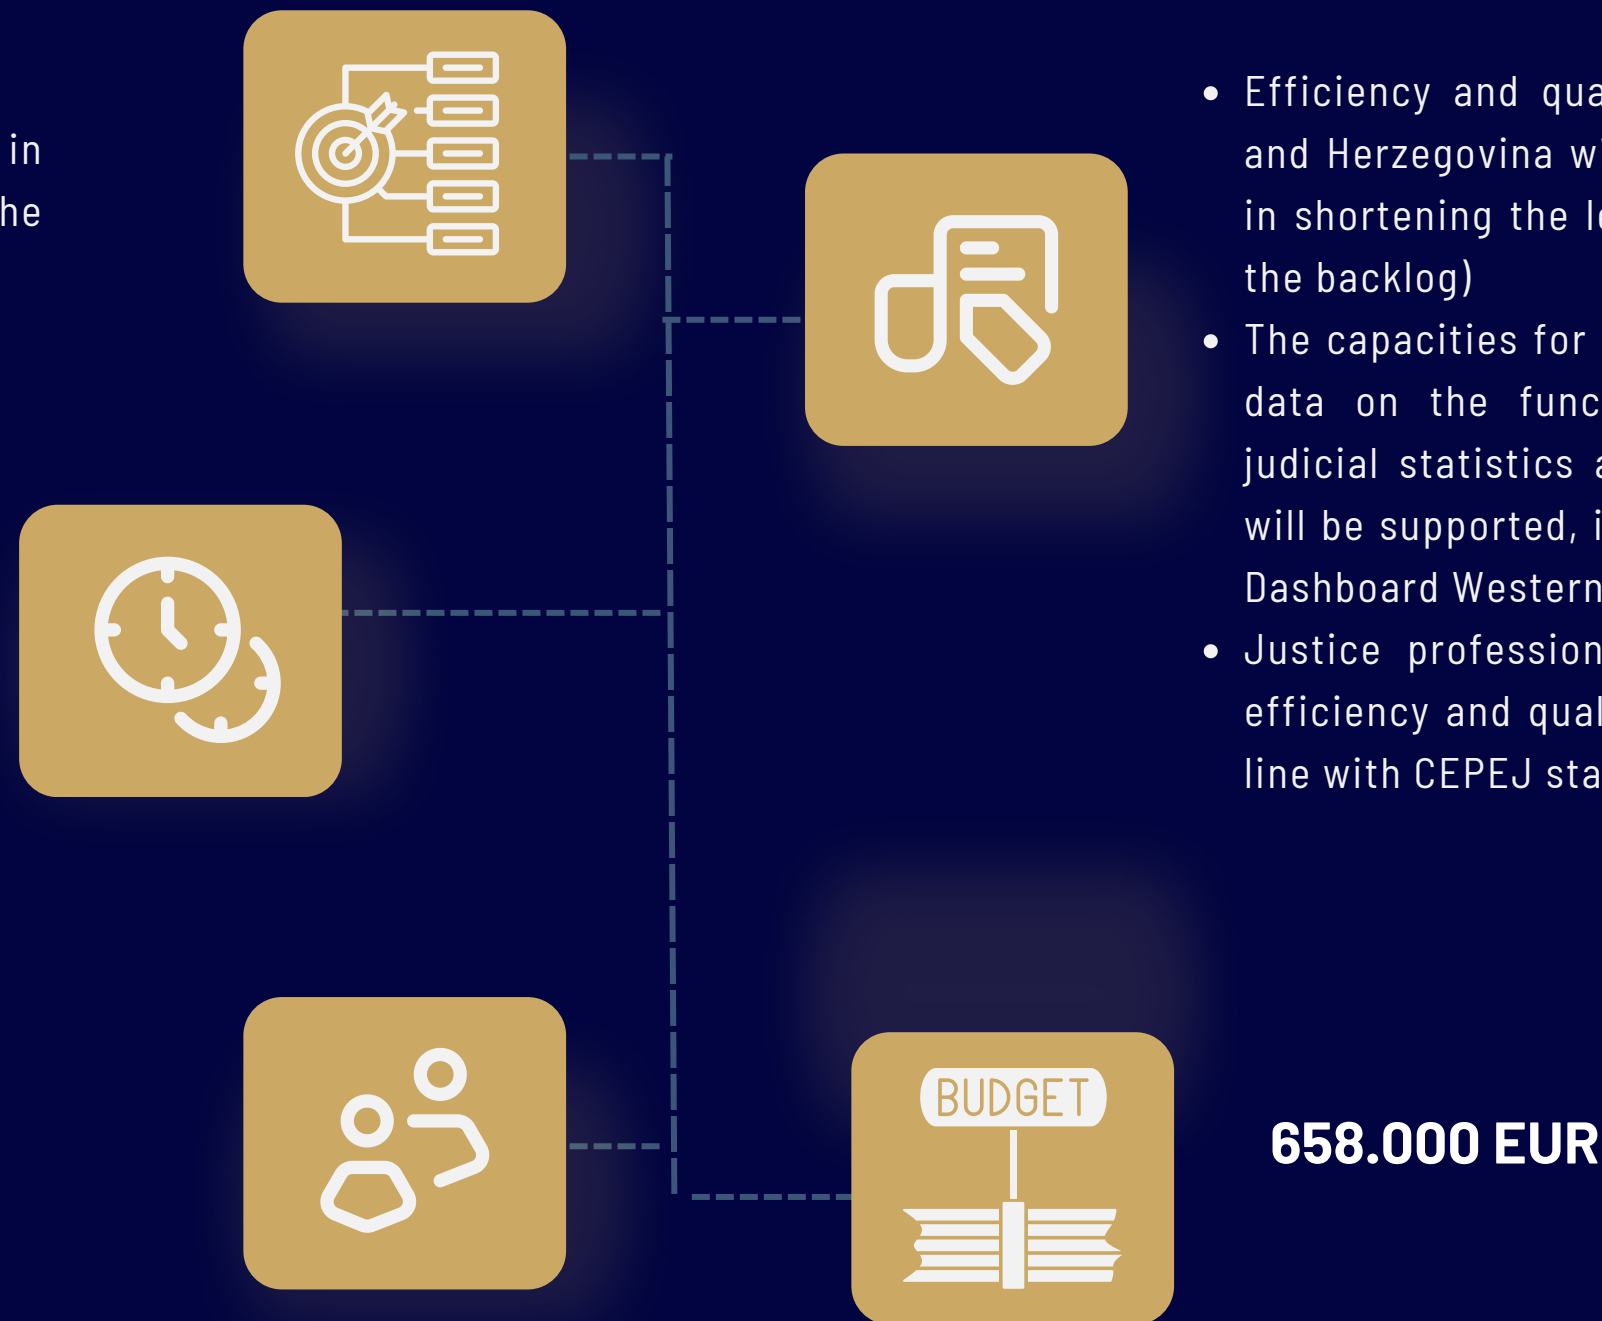 in
he
• Efficiency and qua
and Herzegovina wi
in shortening the l
the backlog)
• The capacities for
data on the func
judicial statistics a
will be supported, i
Dashboard Western
• Justice profession
efficiency and qual
line with CEPEJ sta
BUDGET
658.000 EUR